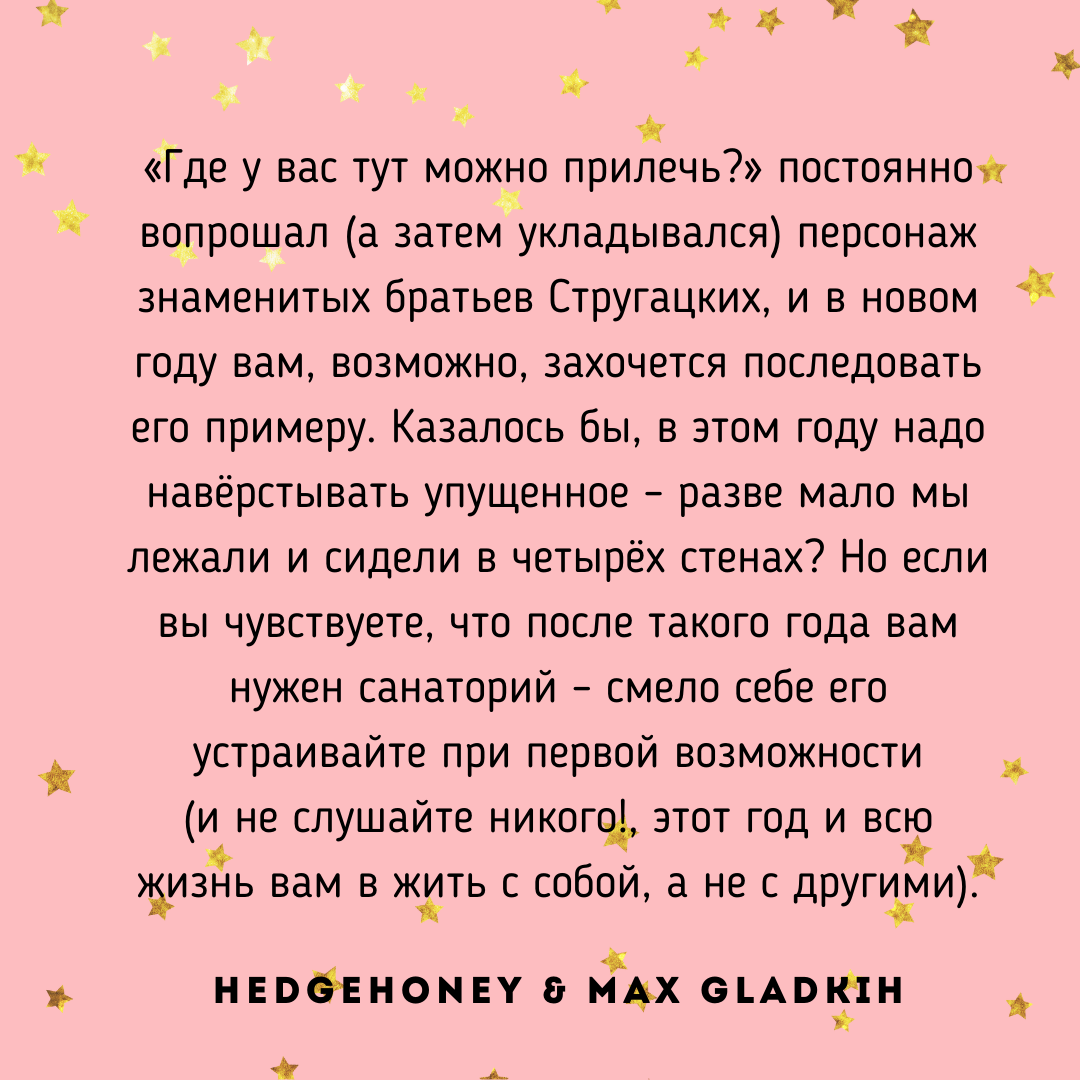 «Где у вас тут можно прилечь?» постоянно
вопрошал (а затем укладывался) персонаж
знаменитых братьев Стругацких, и в новом
году вам, возможно, захочется последовать
его примеру. Казалось бы, в этом году надо
навёрстывать упущенное – разве мало мы
лежали и сидели в четырёх стенах? Но если
вы чувствуете, что после такого года вам
нужен санаторий – смело себе его
устраивайте при первой возможности
(и не слушайте никого!, этот год и всю
жизнь вам в жить с собой, а не с другими).
HEDGEHONEY & MAX GLADKIH